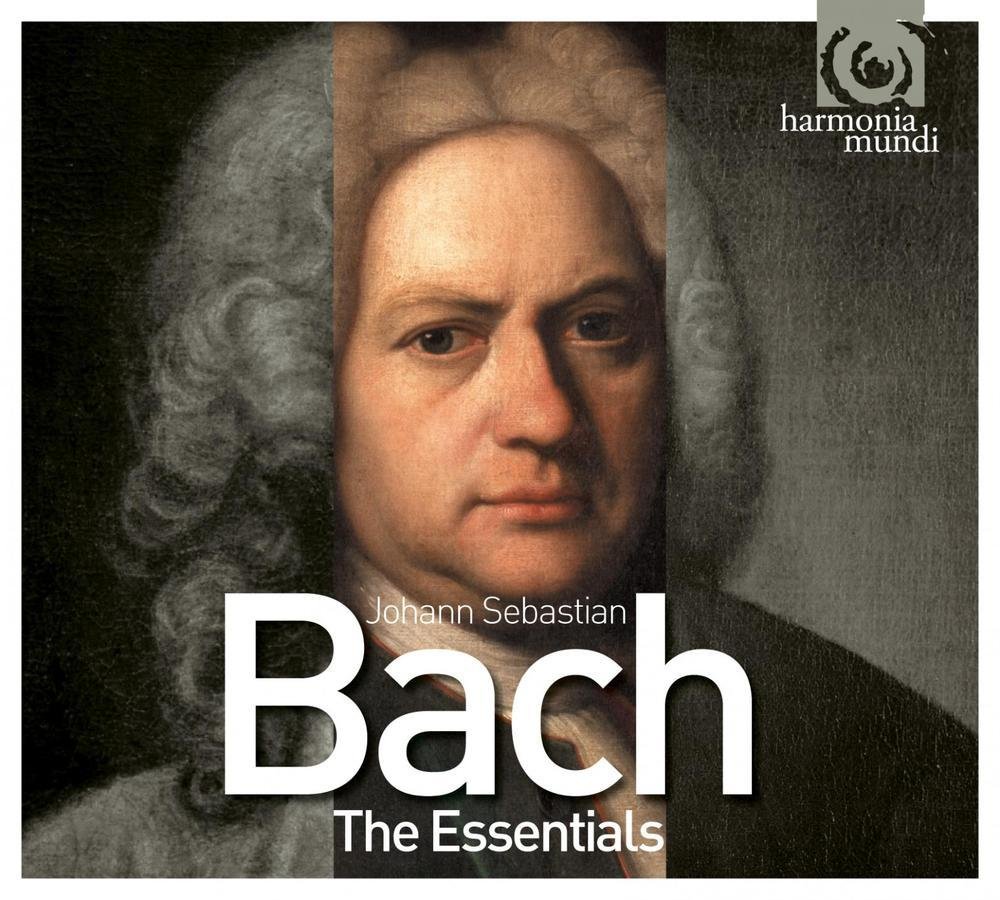 harmonia
mundi
Johann Sebastian
Bach
The Essentials